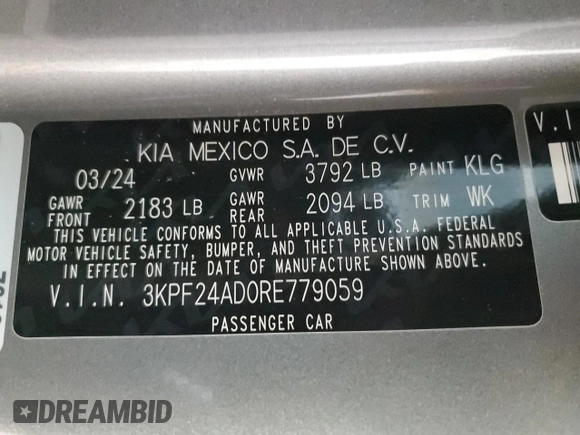 MANUFACTURED BY
KIA MEXICO S.A. DE C.V.
03/24 GVWR 3792 LB PAINT KLG
GAWR FRONT 2183 LB GAWR REAR 2094 LB TRIM WK
THIS VEHICLE CONFORMS TO ALL APPLICABLE U.S.A. FEDERAL
MOTOR VEHICLE SAFETY, BUMPER, AND THEFT PREVENTION STANDARDS
IN EFFECT ON THE DATE OF MANUFACTURE SHOWN ABOVE.
V.I.N. 3KPF24AD0RE779059
PASSENGER CAR
V.I
DREAMBID